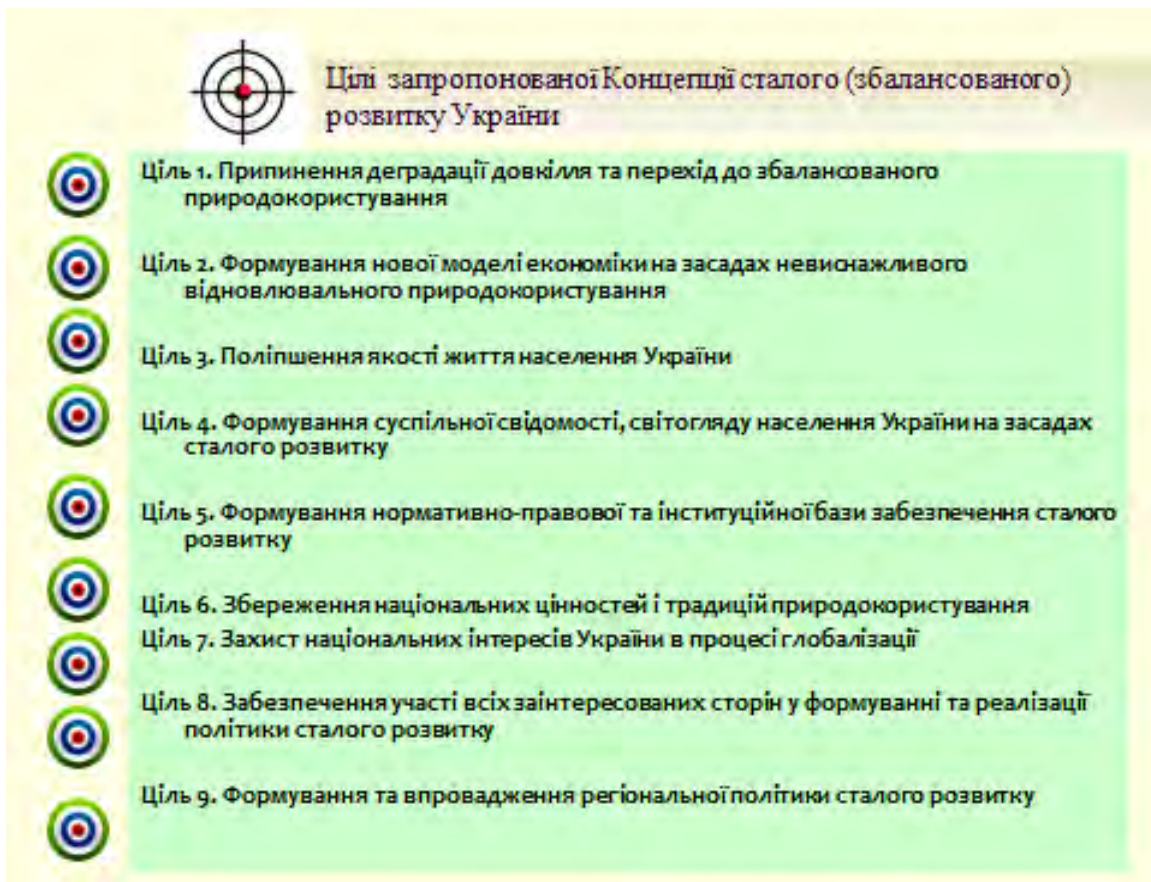 Цілі запропонованої Концепції сталого (збалансованого)
розвитку України
Ціль 1. Припинення деградації довкілля та перехід до збалансованого
природокористування
Ціль 2. Формування нової моделі економіки на засадах невиснажливого
відновлювального природокористування
Ціль 3. Поліпшення якості життя населення України
Ціль 4. Формування суспільної свідомості, світогляду населення України на засадах
сталого розвитку
Ціль 5. Формування нормативно-правової та інституційної бази забезпечення сталого
розвитку
Ціль 6. Збереження національних цінностей і традицій природокористування
Ціль 7. Захист національних інтересів України в процесі глобалізації
Ціль 8. Забезпечення участі всіх заінтересованих сторін у формуванні та реалізації
політики сталого розвитку
Ціль 9. Формування та впровадження регіональної політики сталого розвитку